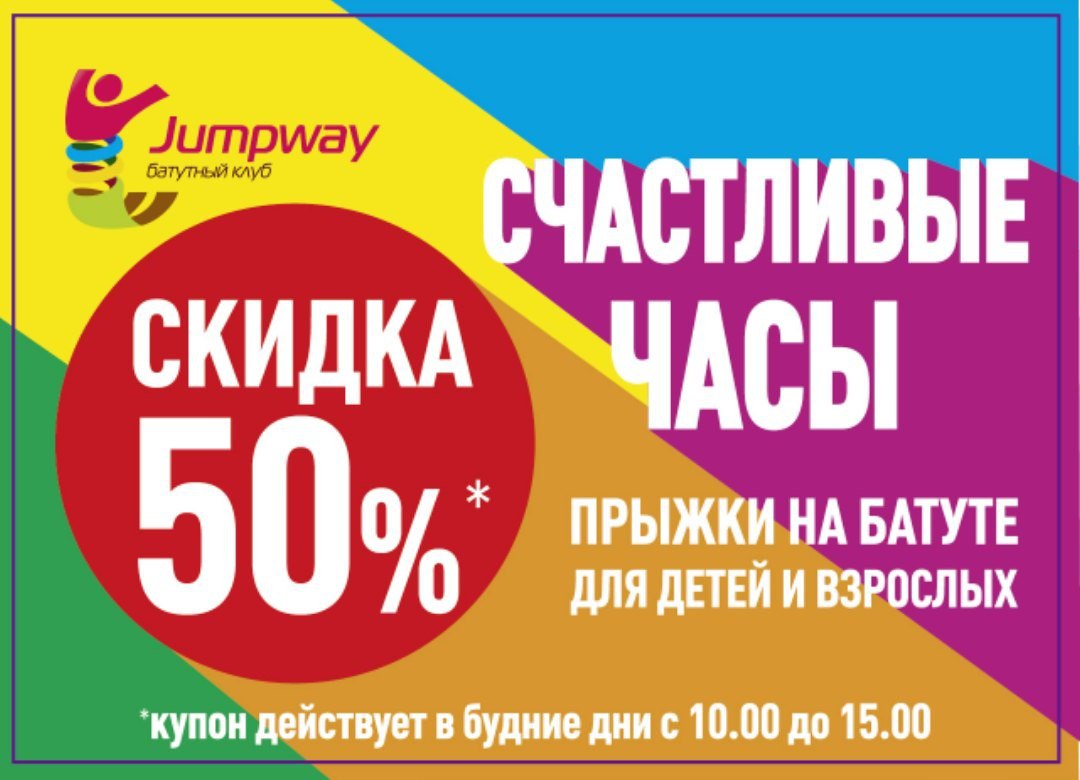 Jumpway
батутный клуб
СЧАСТЛИВЫЕ
ЧАСЫ
СКИДКА
50%*
ПРЫЖКИ НА БАТУТЕ
ДЛЯ ДЕТЕЙ И ВЗРОСЛЫХ
*купон действует в будние дни с 10.00 до 15.00